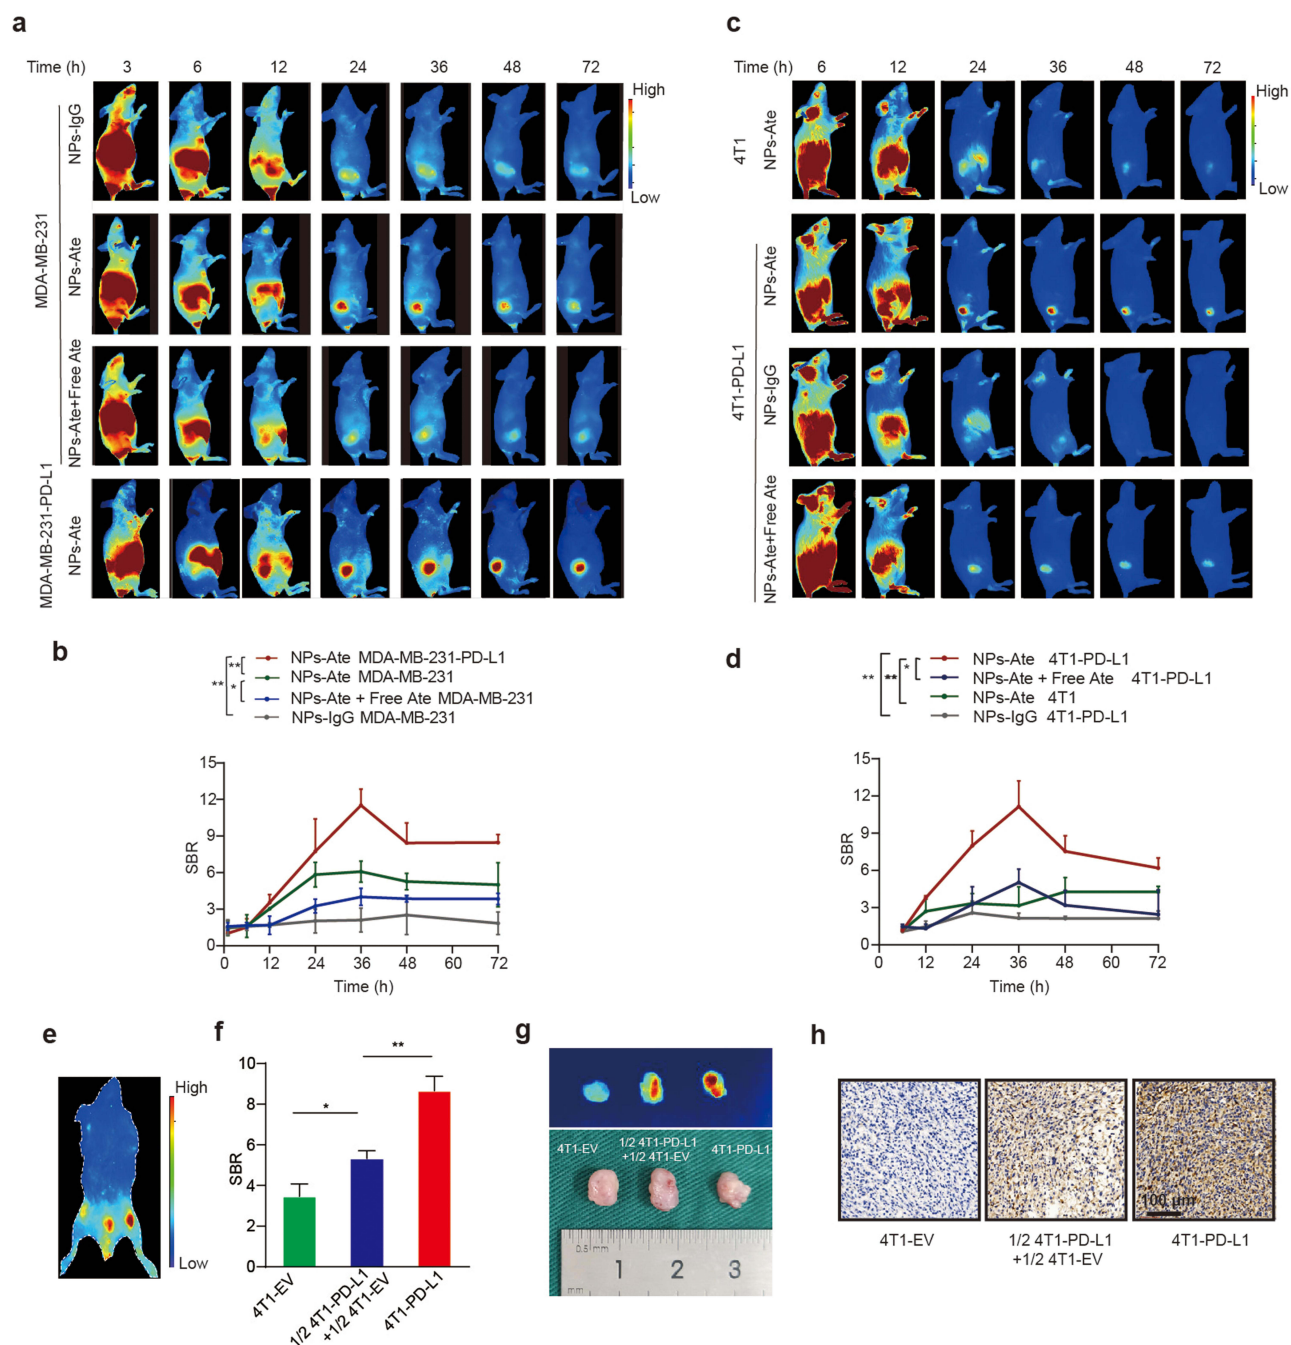 a
Time (h) 3 6 12 24 36 48 72
MDA-MB-231
NPs-IgG
NPs-Ate
NPs-Ate+Free Ate
MDA-MB-231-PD-L1
NPs-Ate
High
Low
c
Time (h) 6 12 24 36 48 72
4T1
NPs-Ate
4T1-PD-L1
NPs-Ate
NPs-IgG
NPs-Ate+Free Ate
High
Low
b
** ** *
NPs-Ate MDA-MB-231-PD-L1
NPs-Ate MDA-MB-231
NPs-Ate + Free Ate MDA-MB-231
NPs-IgG MDA-MB-231
SBR
15
12
9
6
3
0
0 12 24 36 48 60 72
Time (h)
d
** ** *
NPs-Ate 4T1-PD-L1
NPs-Ate + Free Ate 4T1-PD-L1
NPs-Ate 4T1
NPs-IgG 4T1-PD-L1
SBR
15
12
9
6
3
0
0 12 24 36 48 60 72
Time (h)
e
High
Low
f
SBR
10
8
6
4
2
0
*
**
4T1-EV
1/2 4T1-PD-L1
+1/2 4T1-EV
4T1-PD-L1
g
4T1-EV
1/2 4T1-PD-L1
+1/2 4T1-EV
4T1-PD-L1
0.5 mm
1 2 3
mm
h
100 μm
4T1-EV
1/2 4T1-PD-L1
+1/2 4T1-EV
4T1-PD-L1